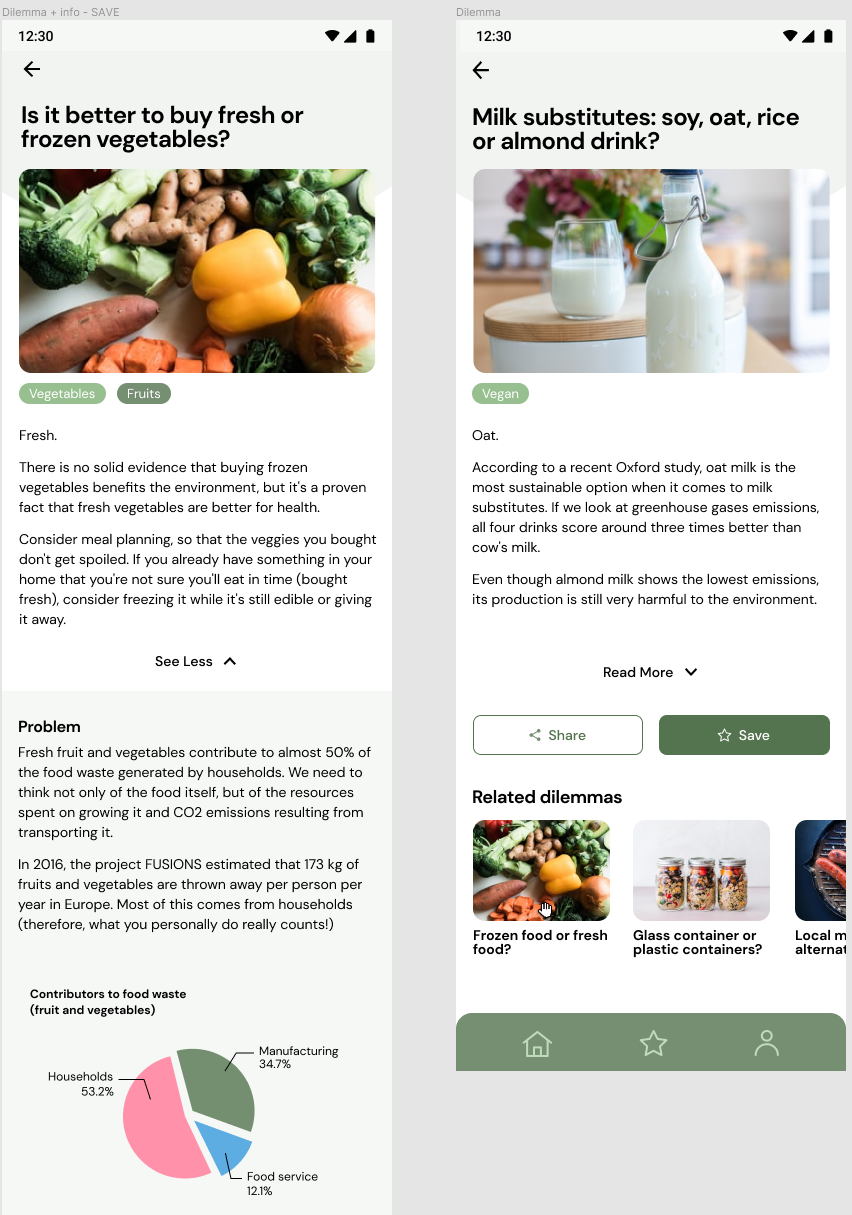 Dilemma + info - SAVE
12:30
Is it better to buy fresh or
frozen vegetables?
Vegetables
Fruits
Fresh.
There is no solid evidence that buying frozen
vegetables benefits the environment, but it's a proven
fact that fresh vegetables are better for health.
Consider meal planning, so that the veggies you bought
don't get spoiled. If you already have something in your
home that you're not sure you'll eat in time (bought
fresh), consider freezing it while it's still edible or giving
it away.
See Less
Problem
Fresh fruit and vegetables contribute to almost 50% of
the food waste generated by households. We need to
think not only of the food itself, but of the resources
spent on growing it and CO2 emissions resulting from
transporting it.
In 2016, the project FUSIONS estimated that 173 kg of
fruits and vegetables are thrown away per person per
year in Europe. Most of this comes from households
(therefore, what you personally do really counts!)
Contributors to food waste
(fruit and vegetables)
Manufacturing
34.7%
Households
53.2%
Food service
12.1%
Dilemma
12:30
Milk substitutes: soy, oat, rice
or almond drink?
Vegan
Oat.
According to a recent Oxford study, oat milk is the
most sustainable option when it comes to milk
substitutes. If we look at greenhouse gases emissions,
all four drinks score around three times better than
cow's milk.
Even though almond milk shows the lowest emissions,
its production is still very harmful to the environment.
Read More
Share
Save
Related dilemmas
Frozen food or fresh
food?
Glass container or
plastic containers?
Local m
alternat